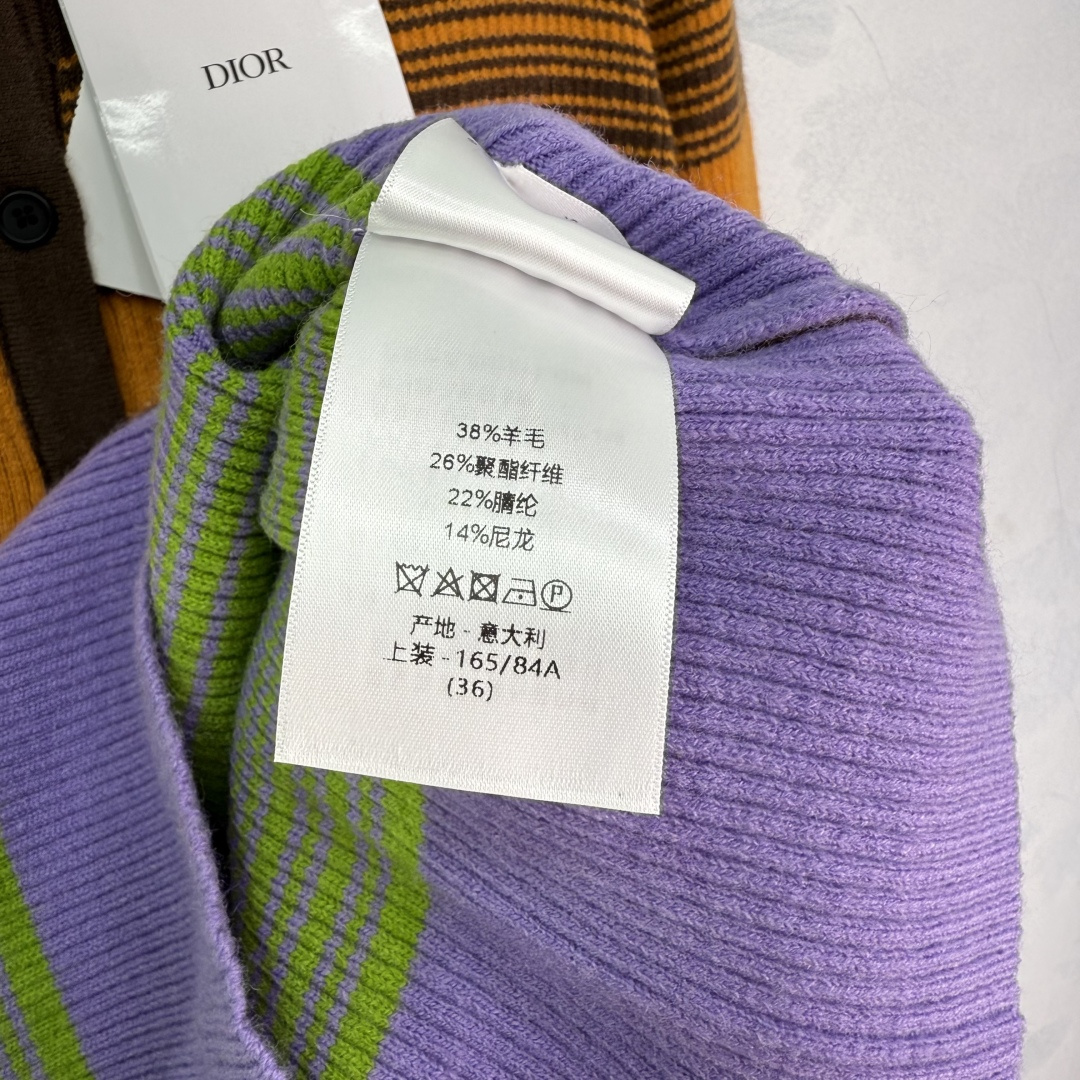 DIOR
38%羊毛
26%聚酯纤维
22%腈纶
14%尼龙
P
产地 - 意大利
上装 - 165/84A
(36)